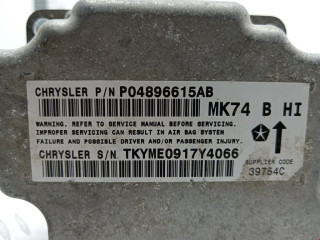 CHRYSLER P/N P04896615AB
MK74 B HI
WARNING. REFER TO SERVICE MANUAL BEFORE SERVICING.
IMPROPER SERVICING CAN RESULT IN AIR BAG SYSTEM
FAILURE AND POSSIBLE DRIVER AND/OR PASSENGER INJURY.
CHRYSLER S/N TKYME0917Y4066
SUPPLIER CODE
39754C